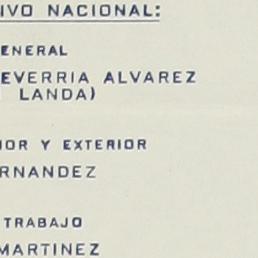 IVO NACIONAL:
ENERAL
EVERRIA ALVAREZ
LANDA)
IOR Y EXTERIOR
RNANDEZ
TRABAJO
MARTINEZ